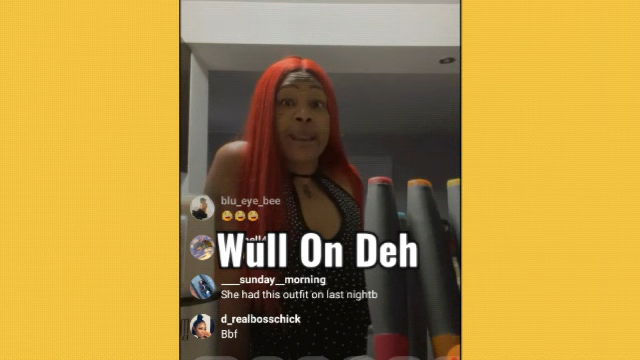 blu_eye_bee
Wull On Deh
___sunday__morning
She had this outfit on last nightb
d_realbosschick
Bbf